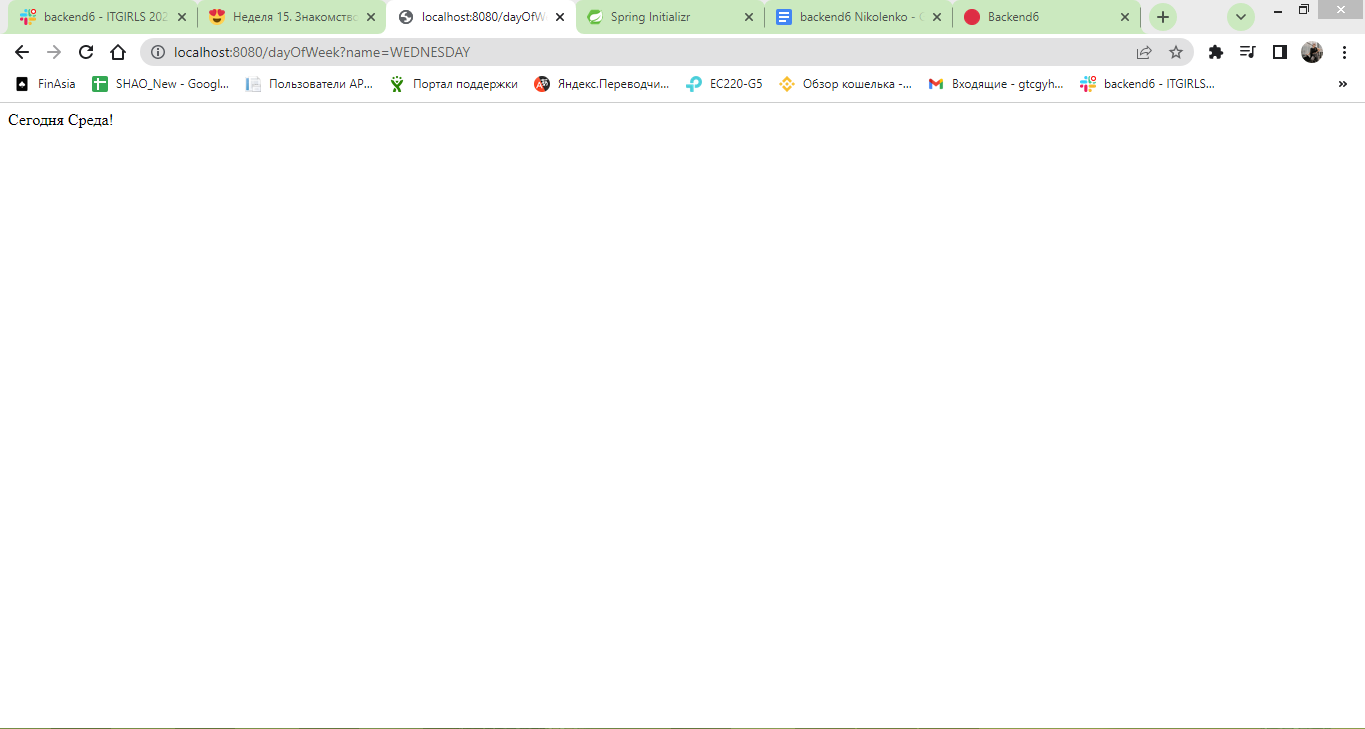 backend6 - ITGIRLS 202
Неделя 15. Знакомство
localhost:8080/dayOfW
Spring Initializr
backend6 Nikolenko - G
Backend6
localhost:8080/dayOfWeek?name=WEDNESDAY
FinAsia
SHAO_New - Googl...
Пользователи AP...
Портал поддержки
Яндекс.Переводчи...
EC220-G5
Обзор кошелька -...
Входящие - gtcgyh...
backend6 - ITGIRLS...
Сегодня Среда!